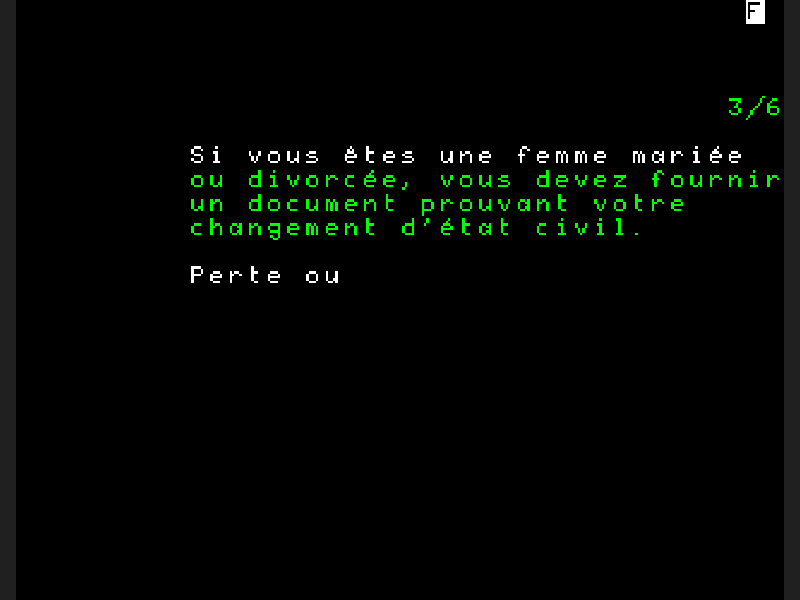 F
3/6
Si vous êtes une femme mariée
ou divorcée, vous devez fournir
un document prouvant votre
changement d'état civil.
Perte ou